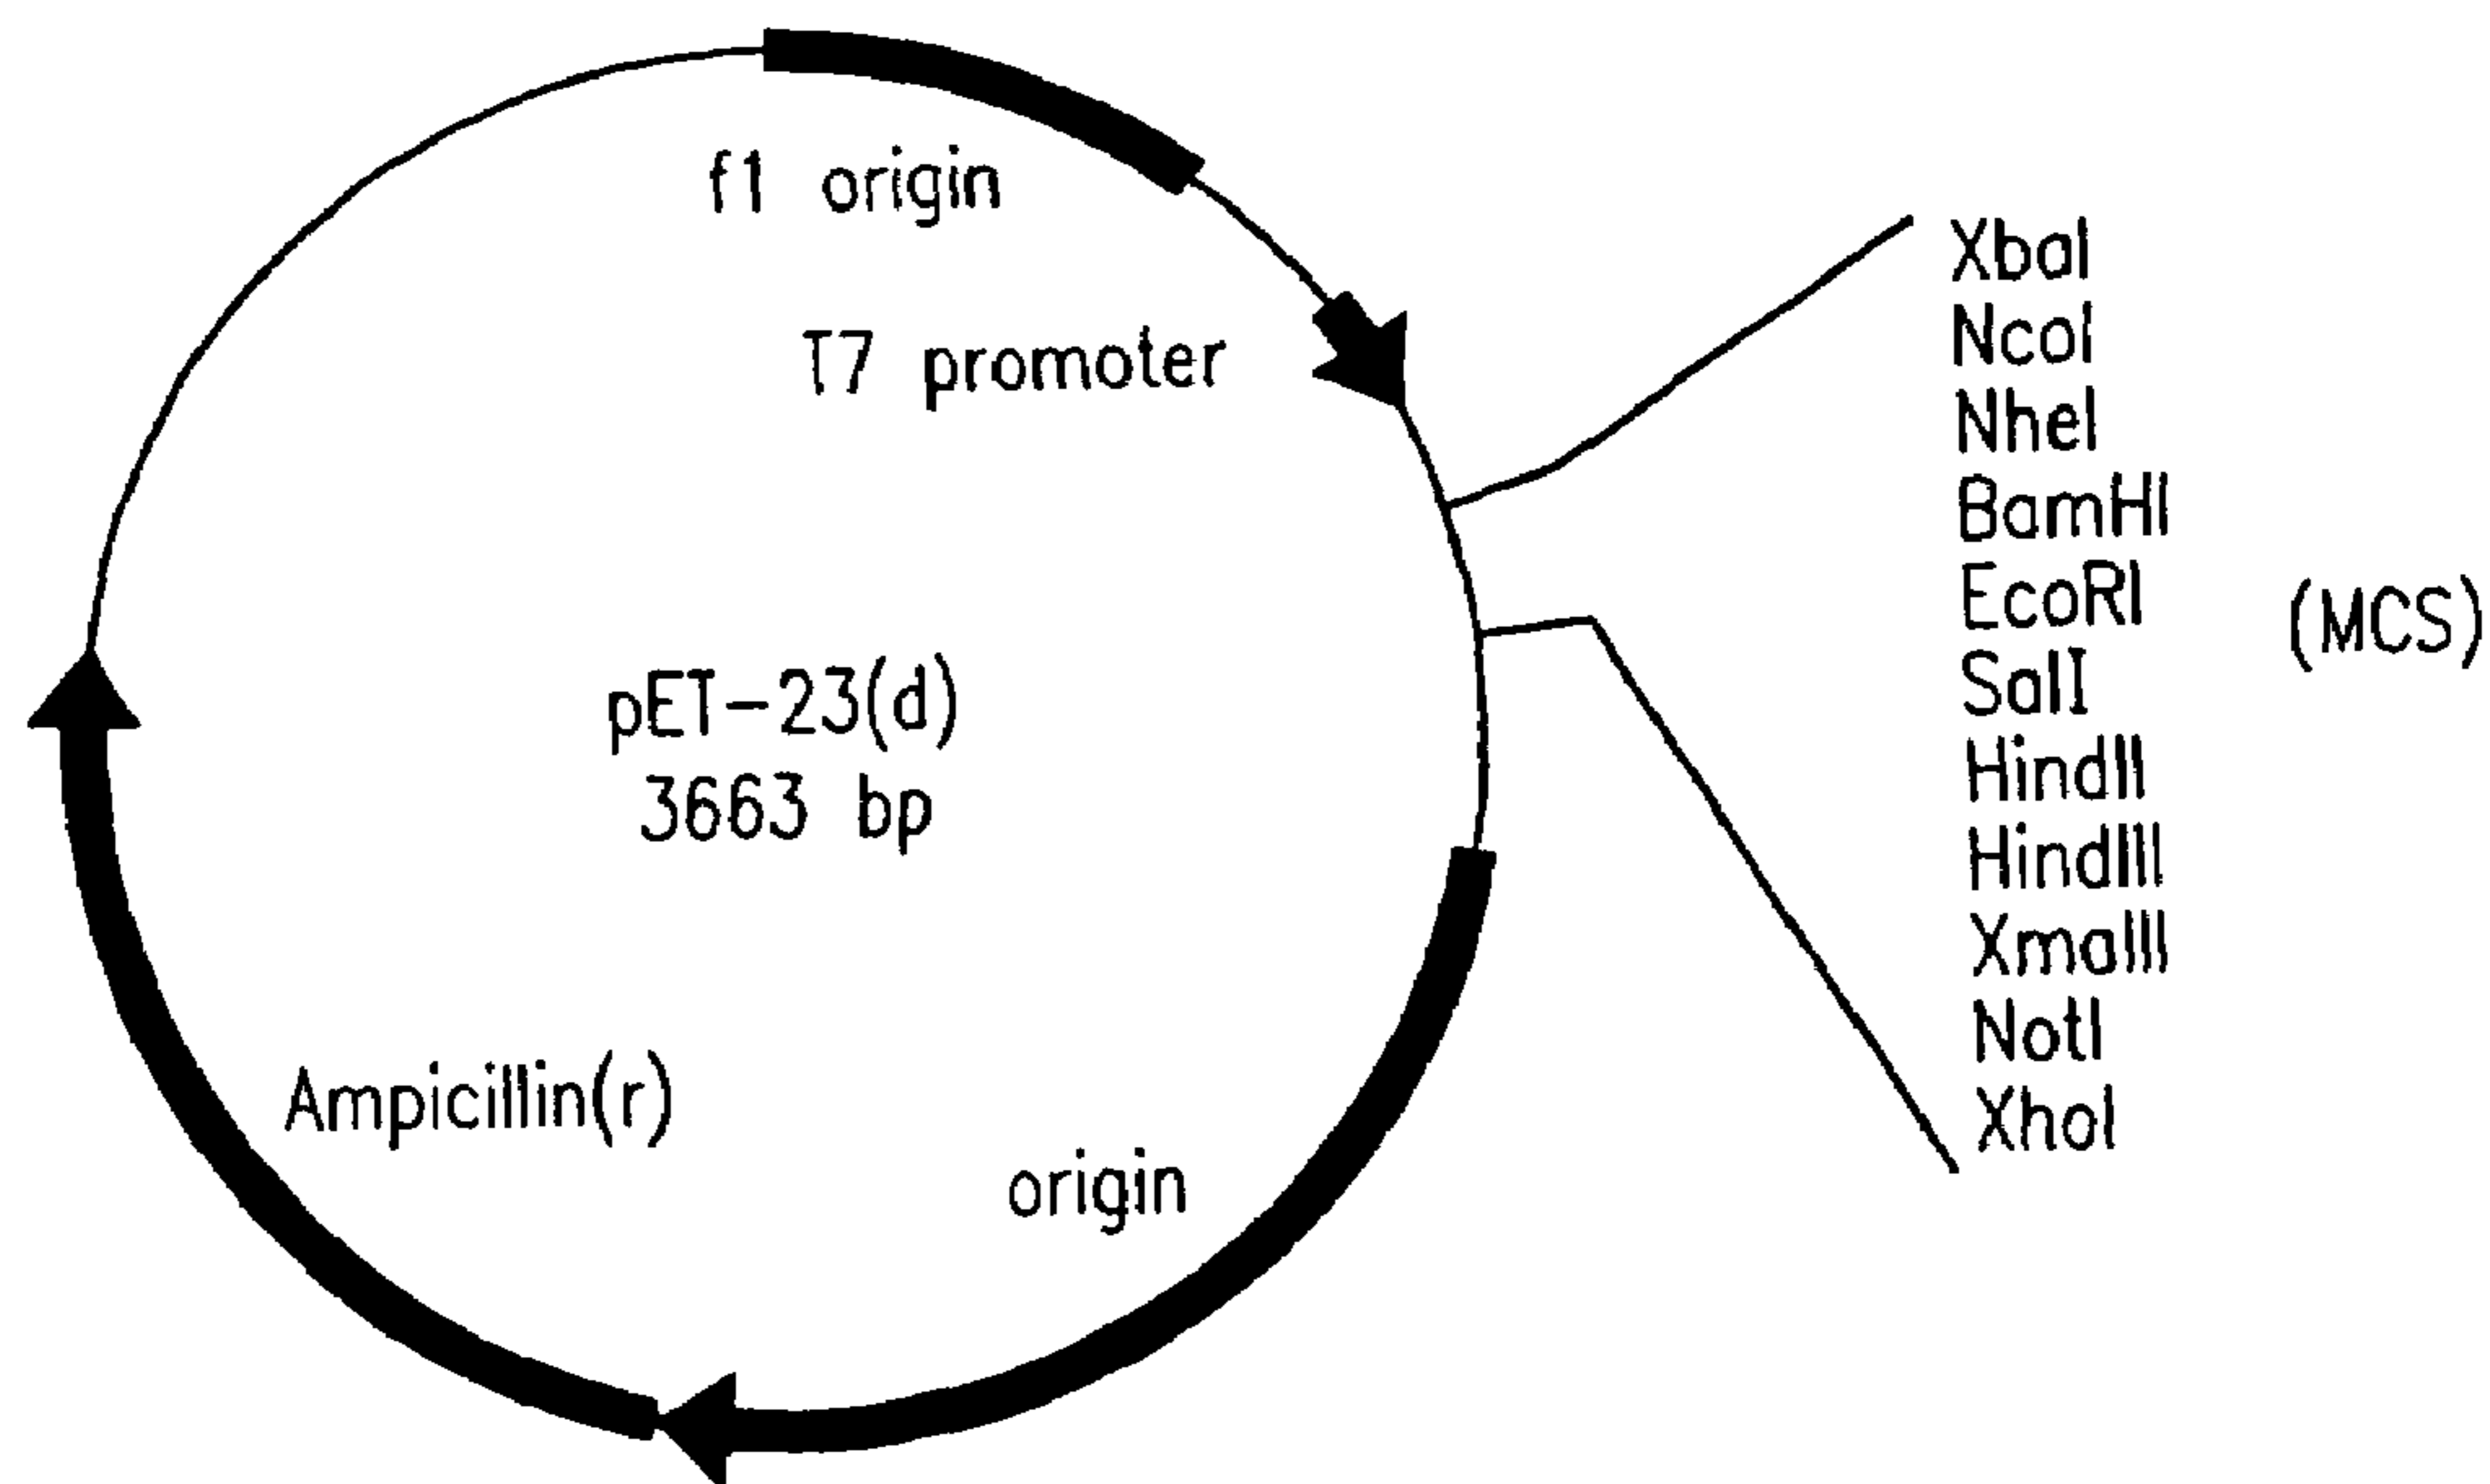 f1 origin
T7 promoter
pET-23(d)
3663 bp
Ampicillin(r)
origin
XbaI
NcoI
NheI
BamHI
EcoRI
SalI
HindII
HindIII
XmaIII
NotI
XhoI
(MCS)